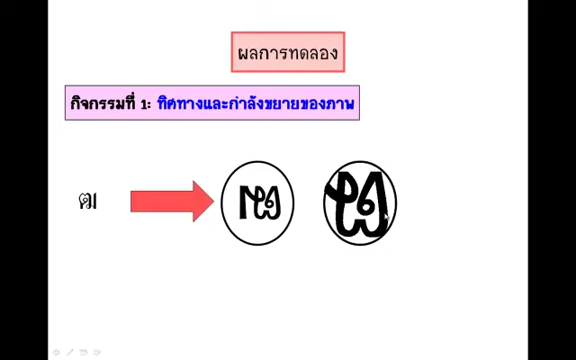 ผลการทดลอง
กิจกรรมที่ 1: ทิศทางและกำลังขยายของภาพ
ฒ